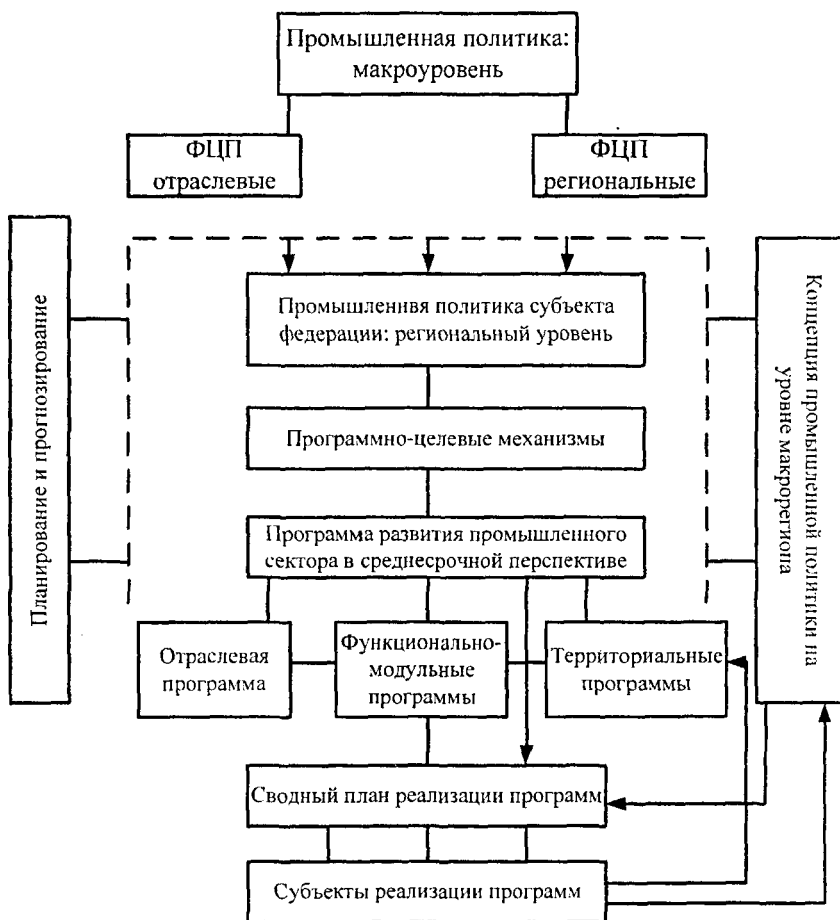 Промышленная политика:
макроуровень
ФЦП
отраслевые
ФЦП
региональные
Планирование и прогнозирование
Промышленнвя политика субъекта
федерации: региональный уровень
Концепция промышленной политики на
уровне макрорегиона
Программно-целевые механизмы
Программа развития промышленного
сектора в среднесрочной перспективе
Отраслевая
программа
Функционально-
модульные
программы
Территориальные
программы
Сводный план реализации программ
Субъекты реализации программ